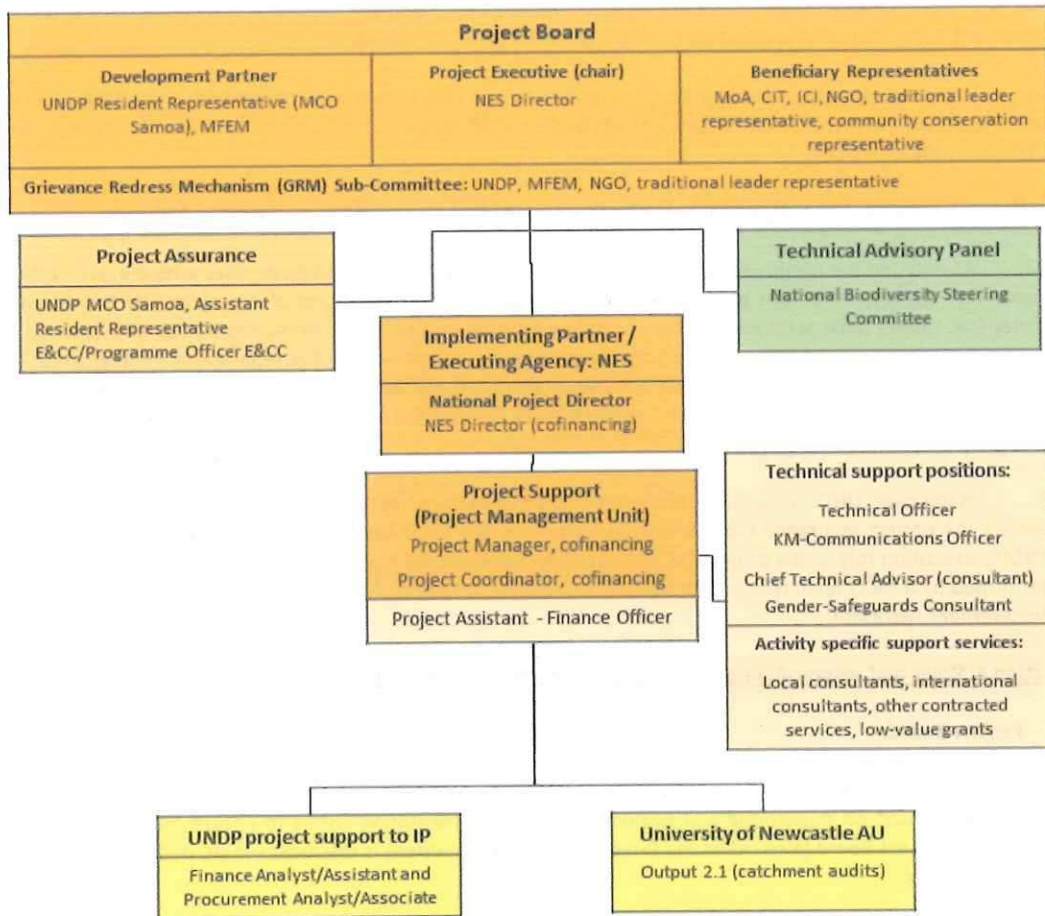 Project Board
Development Partner
UNDP Resident Representative (MCO
Samoa), MFEM
Project Executive (chair)
NES Director
Beneficiary Representatives
MoA, CIT, ICI, NGO, traditional leader
representative, community conservation
representative
Grievance Redress Mechanism (GRM) Sub-Committee: UNDP, MFEM, NGO, traditional leader representative
Project Assurance
UNDP MCO Samoa, Assistant
Resident Representative
E&CC/Programme Officer E&CC
Technical Advisory Panel
National Biodiversity Steering
Committee
Implementing Partner /
Executing Agency: NES
National Project Director
NES Director (cofinancing)
Project Support
(Project Management Unit)
Project Manager, cofinancing
Project Coordinator, cofinancing
Project Assistant - Finance Officer
Technical support positions:
Technical Officer
KM-Communications Officer
Chief Technical Advisor (consultant)
Gender-Safeguards Consultant
Activity specific support services:
Local consultants, international
consultants, other contracted
services, low-value grants
UNDP project support to IP
Finance Analyst/Assistant and
Procurement Analyst/Associate
University of Newcastle AU
Output 2.1 (catchment audits)